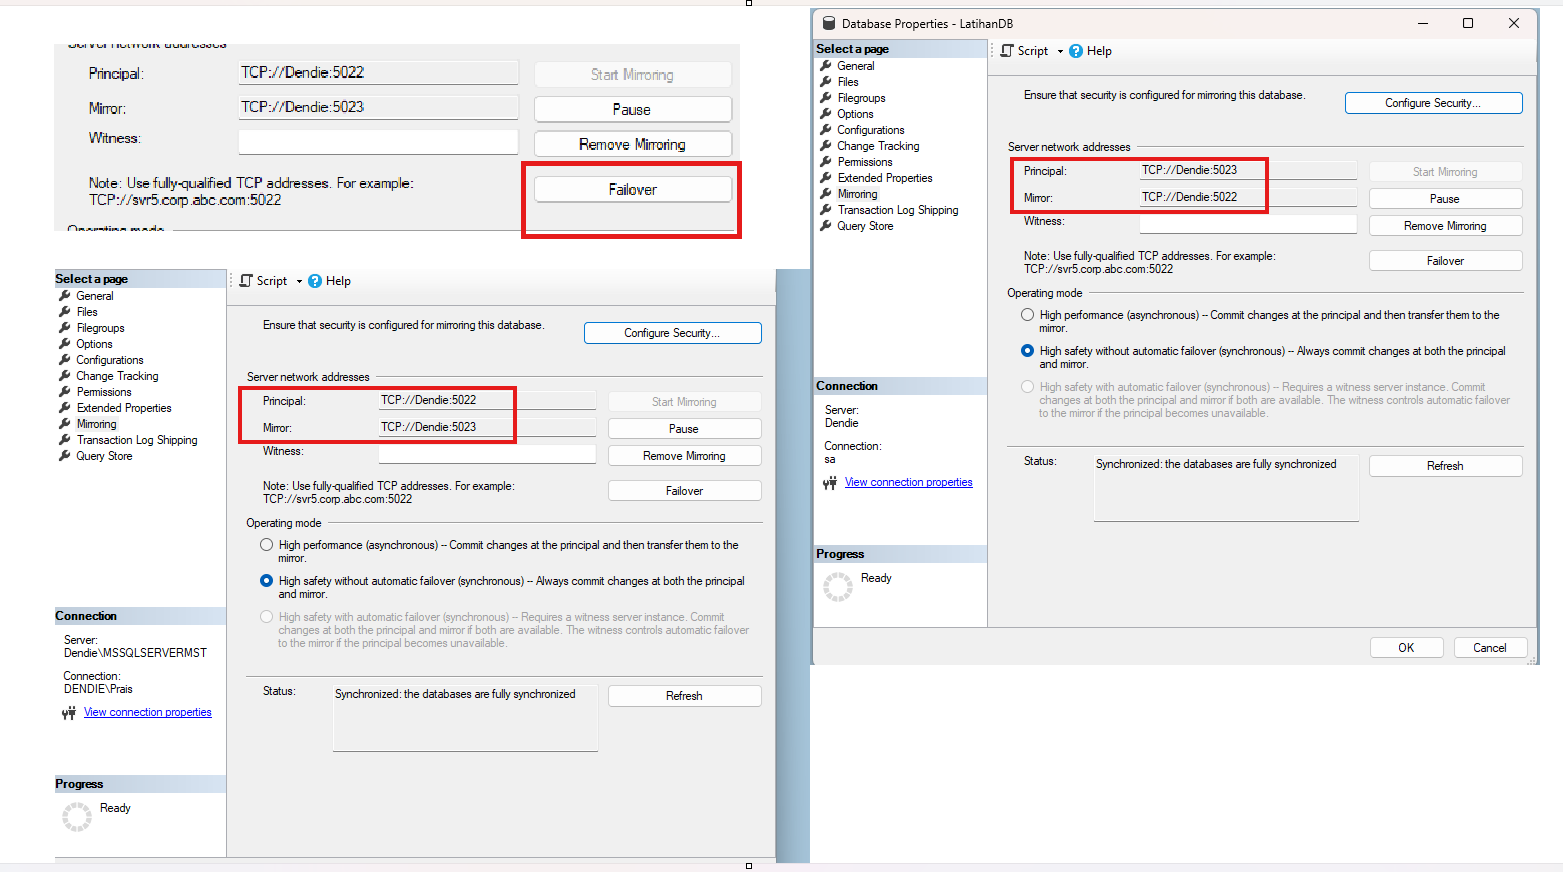 Server network addresses
Principal:
TCP://Dendie:5022
Start Mirroring
Mirror:
TCP://Dendie:5023
Pause
Witness:
Remove Mirroring
Note: Use fully-qualified TCP addresses. For example:
TCP://svr5.corp.abc.com:5022
Failover
Operating mode
Select a page
General
Files
Filegroups
Options
Configurations
Change Tracking
Permissions
Extended Properties
Mirroring
Transaction Log Shipping
Query Store
Connection
Server:
Dendie\MSSQLSERVERMST
Connection:
DENDIE\Prais
View connection properties
Progress
Ready
Script
Help
Ensure that security is configured for mirroring this database.
Configure Security...
Server network addresses
Principal:
TCP://Dendie:5022
Start Mirroring
Mirror:
TCP://Dendie:5023
Pause
Witness:
Remove Mirroring
Note: Use fully-qualified TCP addresses. For example:
TCP://svr5.corp.abc.com:5022
Failover
Operating mode
High performance (asynchronous) -- Commit changes at the principal and then transfer them to the
mirror.
High safety without automatic failover (synchronous) -- Always commit changes at both the principal
and mirror.
High safety with automatic failover (synchronous) -- Requires a witness server instance. Commit
changes at both the principal and mirror if both are available. The witness controls automatic failover
to the mirror if the principal becomes unavailable.
Status:
Synchronized: the databases are fully synchronized
Refresh
Database Properties - LatihanDB
Select a page
General
Files
Filegroups
Options
Configurations
Change Tracking
Permissions
Extended Properties
Mirroring
Transaction Log Shipping
Query Store
Connection
Server:
Dendie
Connection:
sa
View connection properties
Progress
Ready
Script
Help
Ensure that security is configured for mirroring this database.
Configure Security...
Server network addresses
Principal:
TCP://Dendie:5023
Start Mirroring
Mirror:
TCP://Dendie:5022
Pause
Witness:
Remove Mirroring
Note: Use fully-qualified TCP addresses. For example:
TCP://svr5.corp.abc.com:5022
Failover
Operating mode
High performance (asynchronous) -- Commit changes at the principal and then transfer them to the
mirror.
High safety without automatic failover (synchronous) -- Always commit changes at both the principal
and mirror.
High safety with automatic failover (synchronous) -- Requires a witness server instance. Commit
changes at both the principal and mirror if both are available. The witness controls automatic failover
to the mirror if the principal becomes unavailable.
Status:
Synchronized: the databases are fully synchronized
Refresh
OK
Cancel